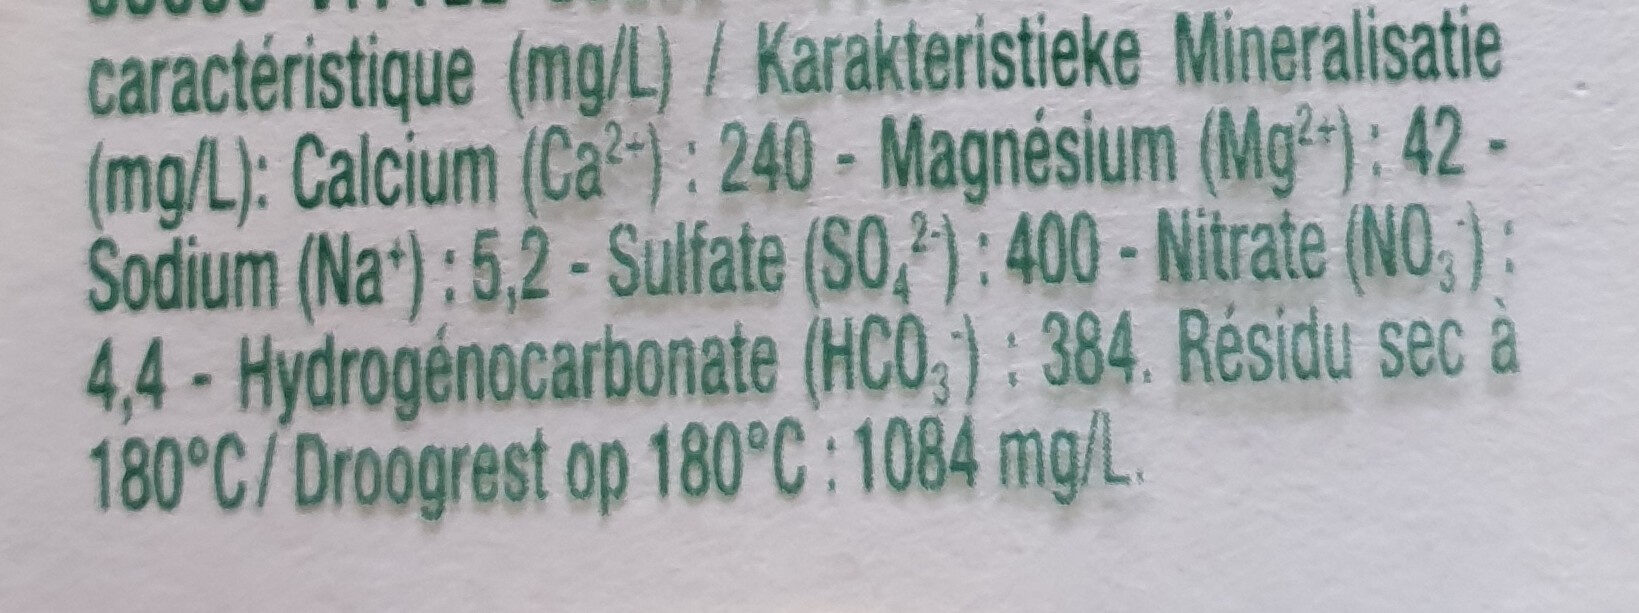 caractéristique (mg/L) / Karakteristieke Mineralisatie
(mg/L): Calcium (Ca²⁺) : 240 - Magnésium (Mg²⁺) : 42 -
Sodium (Na⁺) : 5,2 - Sulfate (SO₄²⁻) : 400 - Nitrate (NO₃⁻) :
4,4 - Hydrogénocarbonate (HCO₃⁻) : 384. Résidu sec à
180°C / Droogrest op 180°C : 1084 mg/L.